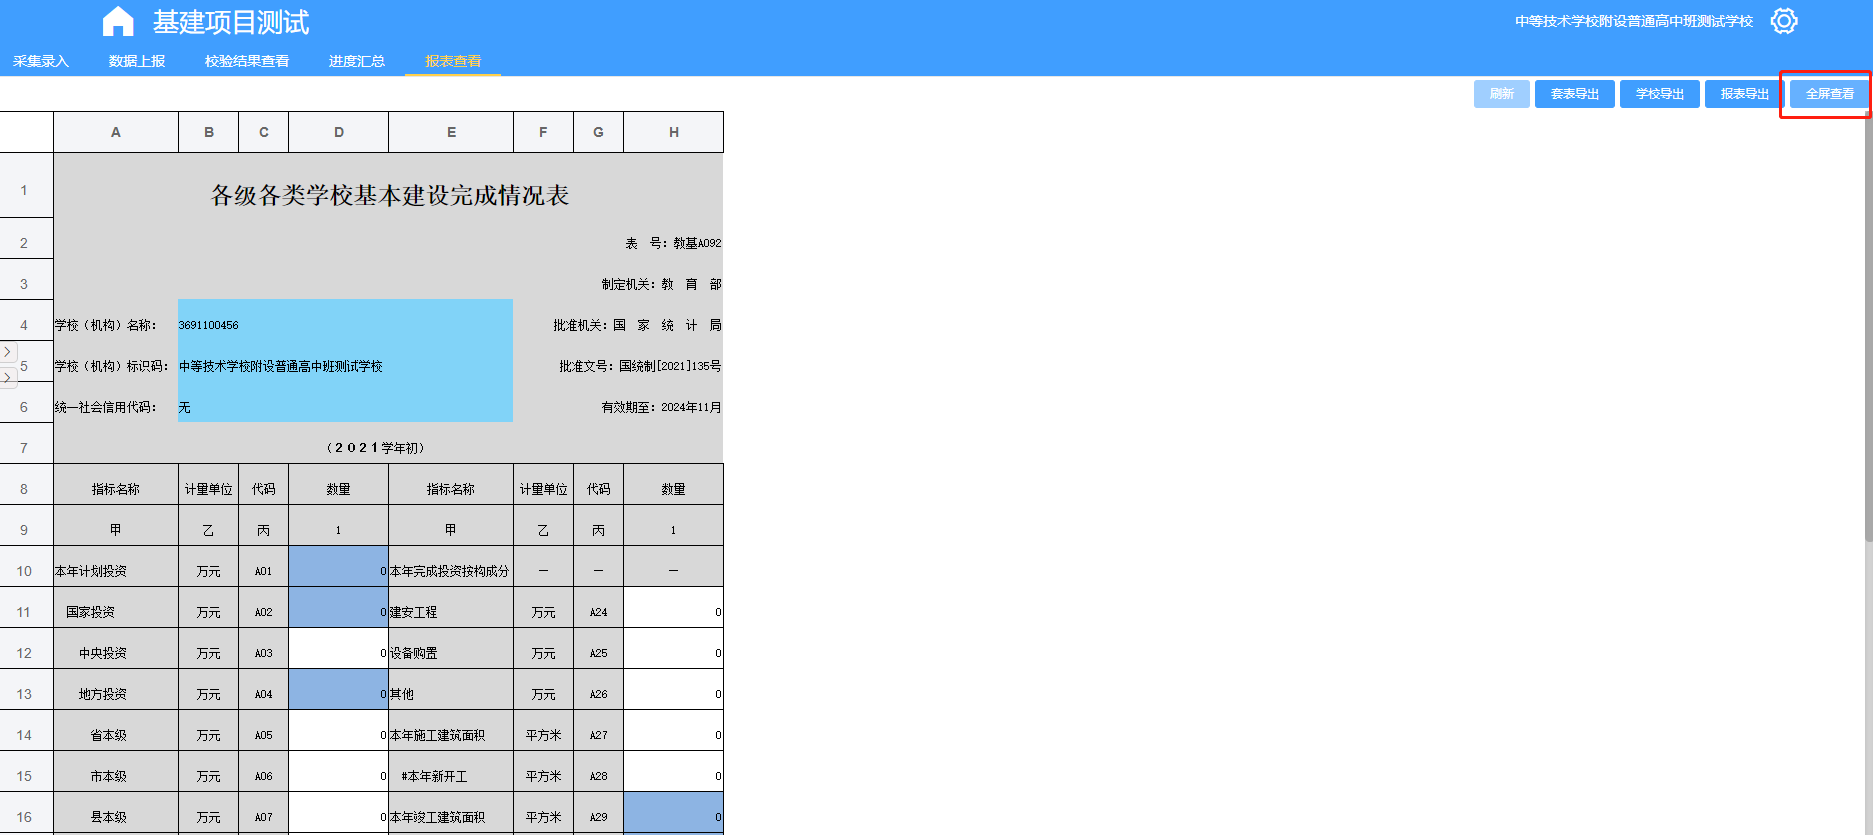 基建项目测试
中等技术学校附设普通高中班测试学校
采集录入 数据上报 校验结果查看 进度汇总 报表查看
刷新 套表导出 学校导出 报表导出 全屏查看
A B C D E F G H
1 各级各类学校基本建设完成情况表
2 表 号：教基A092
3 制定机关：教 育 部
4 学校（机构）名称： 3691100456 批准机关：国 家 统 计 局
5 学校（机构）标识码： 中等技术学校附设普通高中班测试学校 批准文号：国统制[2021]135号
6 统一社会信用代码： 无 有效期至：2024年11月
7 （２０２１学年初）
8 指标名称 计量单位 代码 数量 指标名称 计量单位 代码 数量
9 甲 乙 丙 1 甲 乙 丙 1
10 本年计划投资 万元 A01 0 本年完成投资按构成分 — — —
11 国家投资 万元 A02 0 建安工程 万元 A24 0
12 中央投资 万元 A03 0 设备购置 万元 A25 0
13 地方投资 万元 A04 0 其他 万元 A26 0
14 省本级 万元 A05 0 本年施工建筑面积 平方米 A27 0
15 市本级 万元 A06 0 #本年新开工 平方米 A28 0
16 县本级 万元 A07 0 本年竣工建筑面积 平方米 A29 0